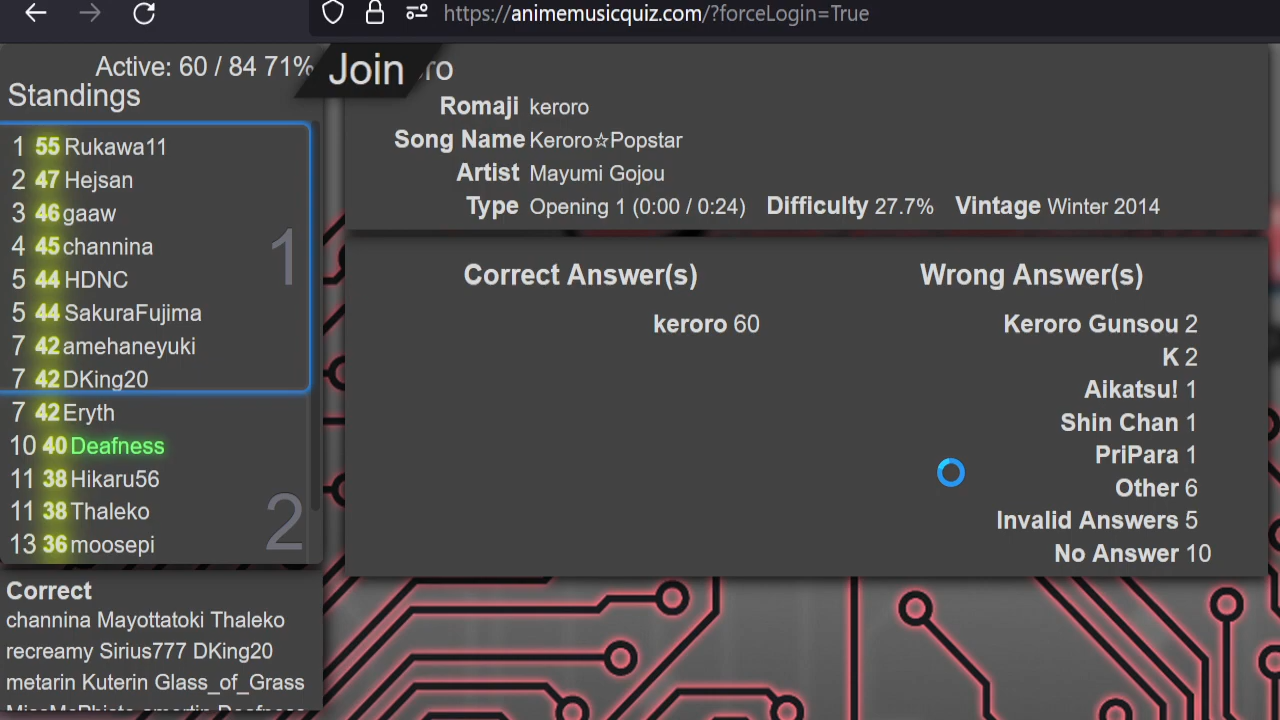 https://animemusicquiz.com/?forceLogin=True
Active: 60 / 84 71%
Standings
1 55 Rukawa11
2 47 Hejsan
3 46 gaaw
4 45 channina
5 44 HDNC
5 44 SakuraFujima
7 42 amehaneyuki
7 42 DKing20
1
7 42 Eryth
10 40 Deafness
11 38 Hikaru56
11 38 Thaleko
13 36 moosepi
2
Correct
channina Mayottatoki Thaleko
recreamy Sirius777 DKing20
metarin Kuterin Glass_of_Grass
Join
Romaji keroro
Song Name Keroro☆Popstar
Artist Mayumi Gojou
Type Opening 1 (0:00 / 0:24) Difficulty 27.7% Vintage Winter 2014
Correct Answer(s)
keroro 60
Wrong Answer(s)
Keroro Gunsou 2
K 2
Aikatsu! 1
Shin Chan 1
PriPara 1
Other 6
Invalid Answers 5
No Answer 10